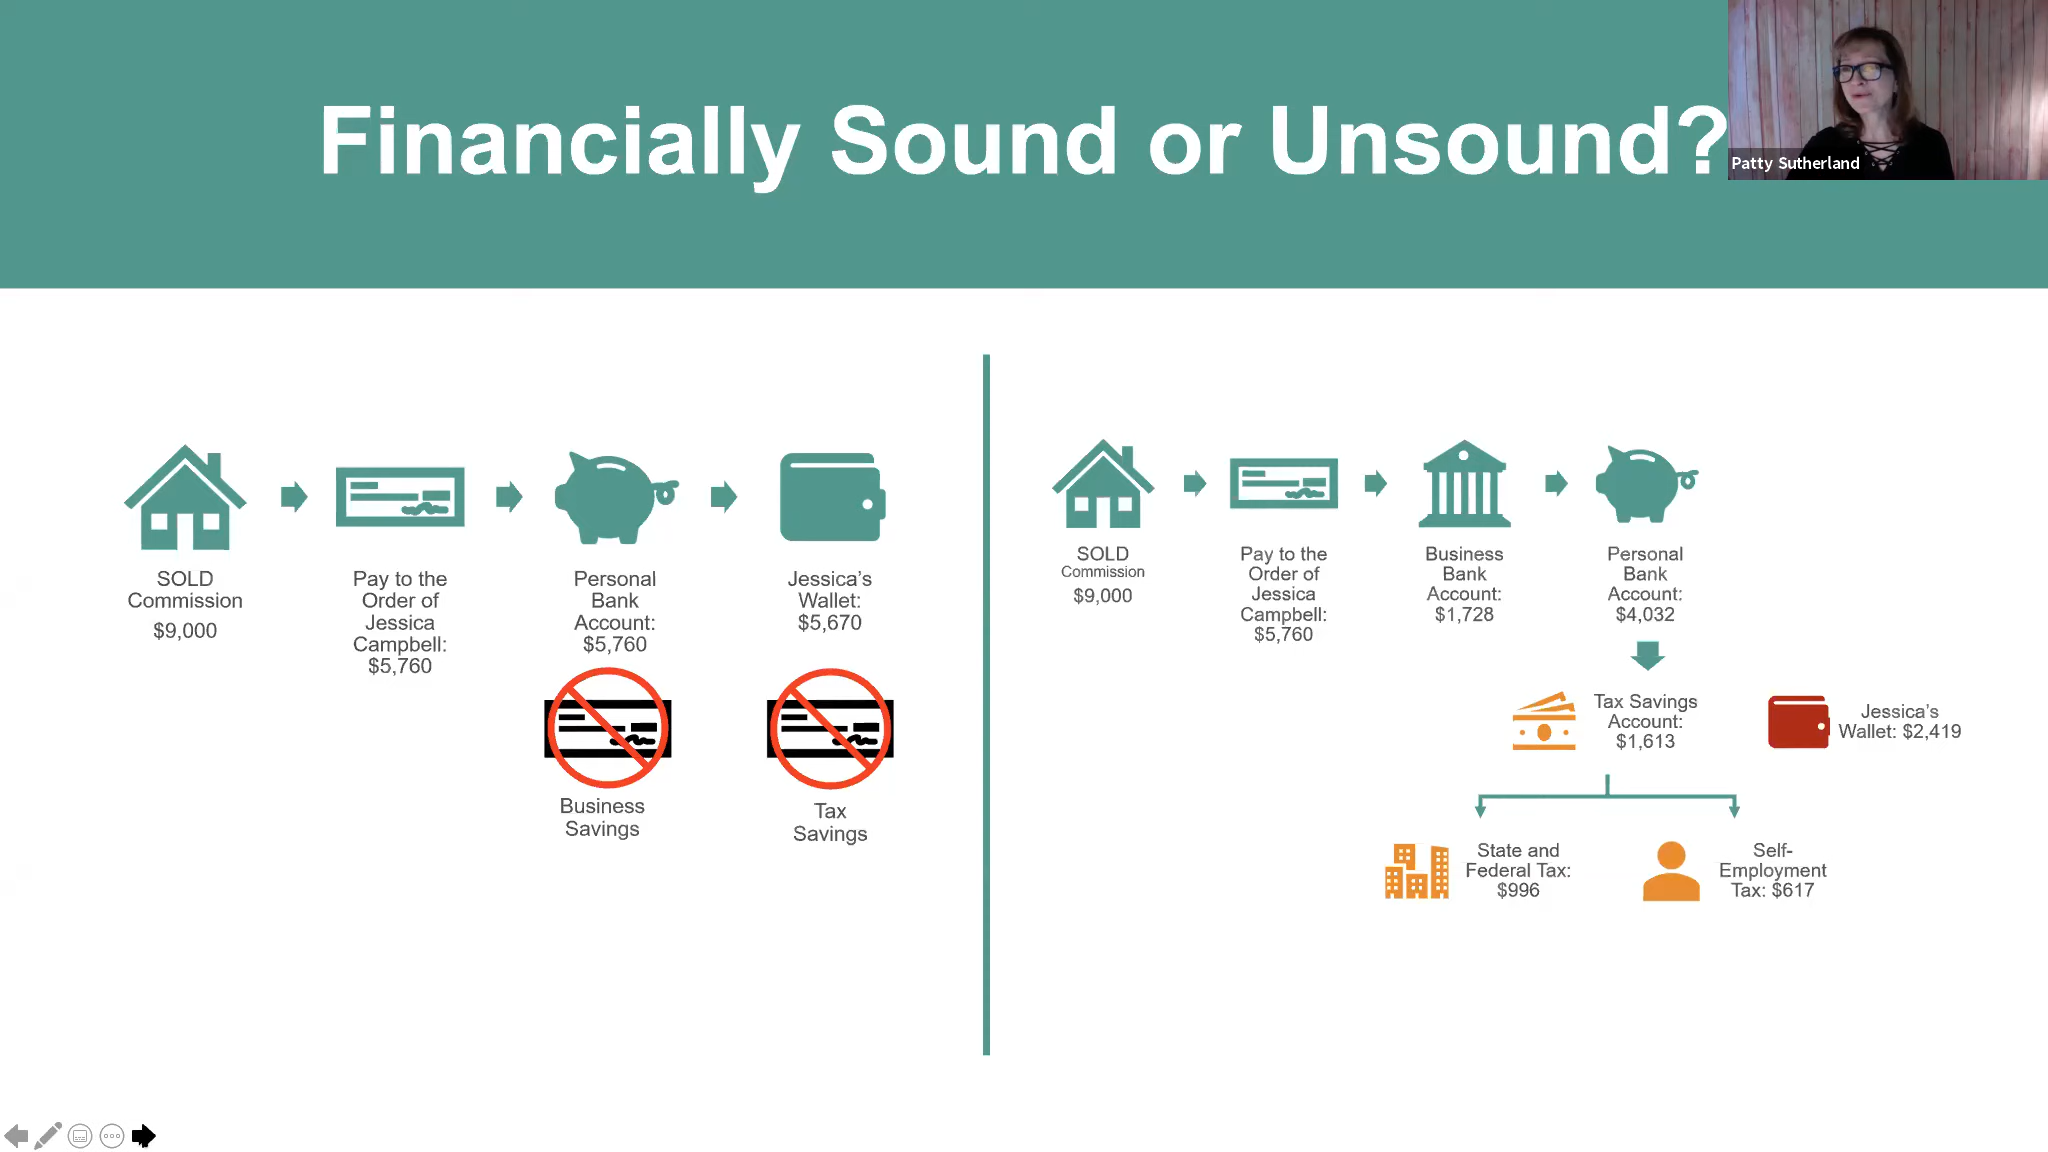 Financially Sound or Unsound?
Patty Sutherland
SOLD
Commission
$9,000
Pay to the
Order of
Jessica
Campbell:
$5,760
Personal
Bank
Account:
$5,760
Jessica's
Wallet:
$5,670
Business
Savings
Tax
Savings
SOLD
Commission
$9,000
Pay to the
Order of
Jessica
Campbell:
$5,760
Business
Bank
Account:
$1,728
Personal
Bank
Account:
$4,032
Tax Savings
Account:
$1,613
Jessica's
Wallet: $2,419
State and
Federal Tax:
$996
Self-
Employment
Tax: $617